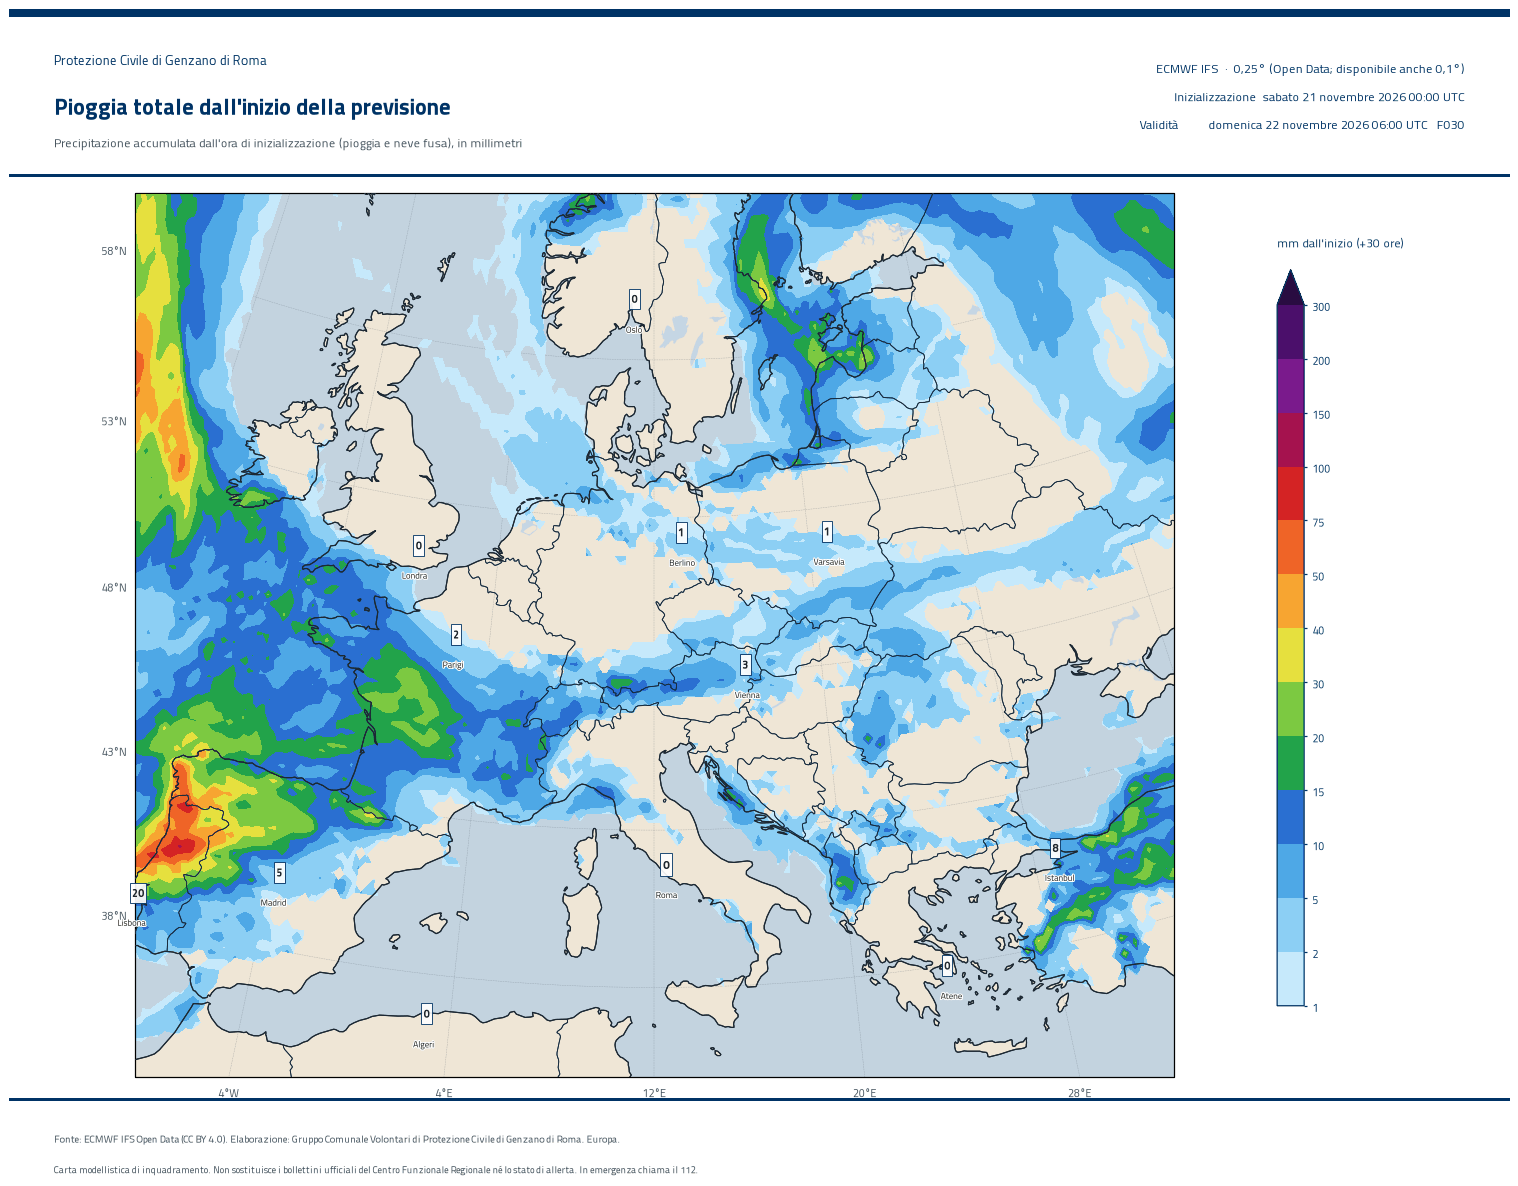 Protezione Civile di Genzano di Roma
Pioggia totale dall'inizio della previsione
Precipitazione accumulata dall'ora di inizializzazione (pioggia e neve fusa), in millimetri
ECMWF IFS · 0,25° (Open Data; disponibile anche 0,1°)
Inizializzazione sabato 21 novembre 2026 00:00 UTC
Validità domenica 22 novembre 2026 06:00 UTC F030
58°N
53°N
48°N
43°N
38°N
4°W
4°E
12°E
20°E
28°E
0
Oslo
0
Londra
1
Berlino
1
Varsavia
2
Parigi
3
Vienna
5
Madrid
20
Lisbona
0
Roma
8
Istanbul
0
Atene
0
Algeri
mm dall'inizio (+30 ore)
300
200
150
100
75
50
40
30
20
15
10
5
2
1
Fonte: ECMWF IFS Open Data (CC BY 4.0). Elaborazione: Gruppo Comunale Volontari di Protezione Civile di Genzano di Roma. Europa.
Carta modellistica di inquadramento. Non sostituisce i bollettini ufficiali del Centro Funzionale Regionale né lo stato di allerta. In emergenza chiama il 112.